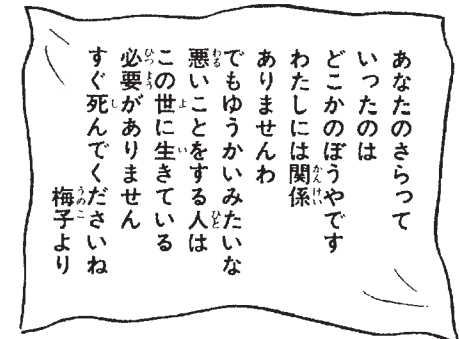 あなたのさらって
いったのは
どこかのぼうやです
わたしには関係
ありませんわ
でもゆうかいみたいな
悪いことをする人は
この世に生きている
必要がありません
すぐ死んでくださいね
梅子より